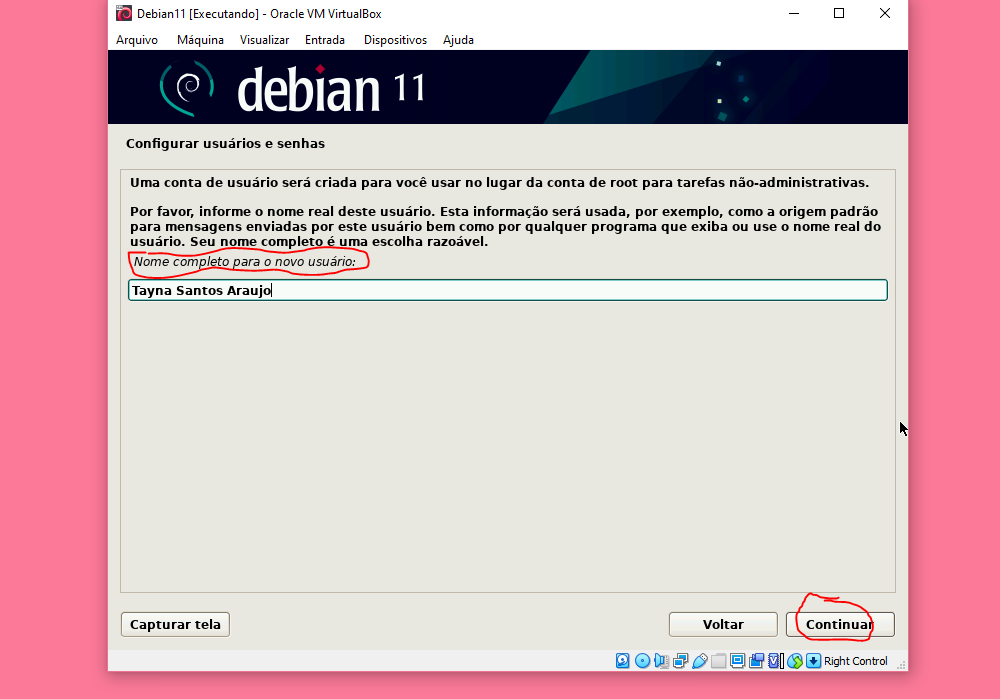 Debian11 [Executando] - Oracle VM VirtualBox
Arquivo Máquina Visualizar Entrada Dispositivos Ajuda
debian 11
Configurar usuários e senhas
Uma conta de usuário será criada para você usar no lugar da conta de root para tarefas não-administrativas.
Por favor, informe o nome real deste usuário. Esta informação será usada, por exemplo, como a origem padrão
para mensagens enviadas por este usuário bem como por qualquer programa que exiba ou use o nome real do
usuário. Seu nome completo é uma escolha razoável.
Nome completo para o novo usuário:
Tayna Santos Araujo
Capturar tela Voltar Continuar
Right Control